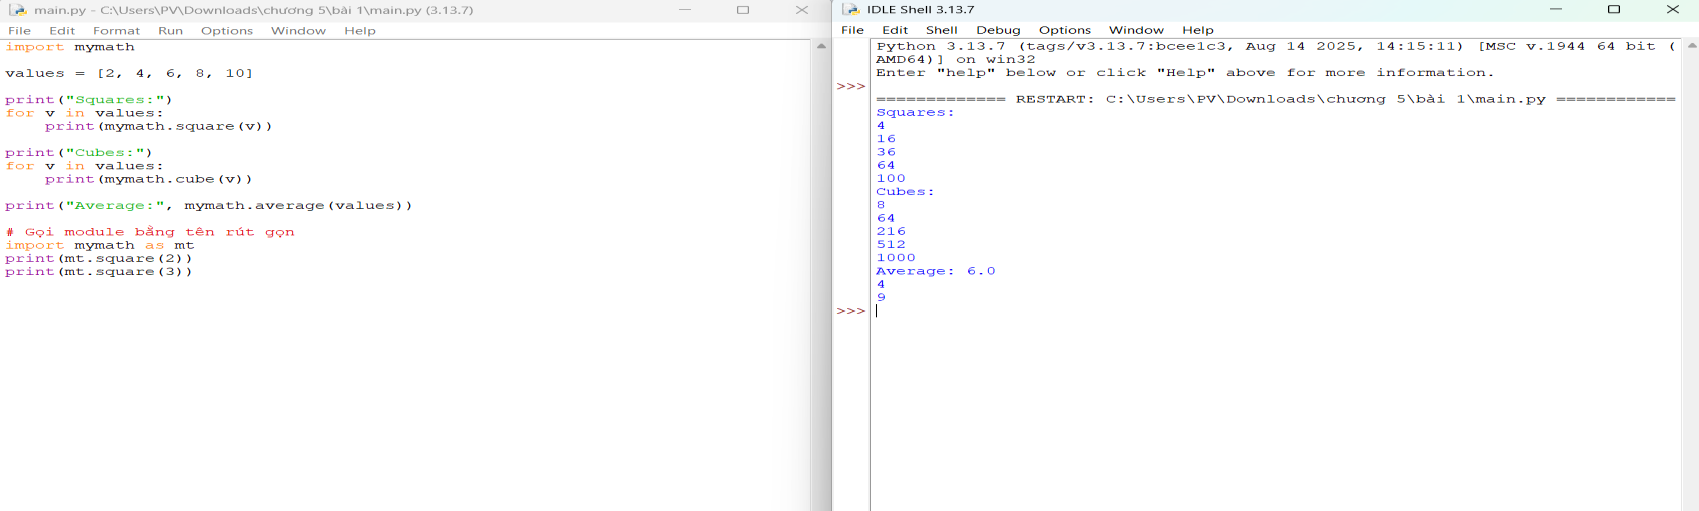 main.py - C:\Users\PV\Downloads\chương 5\bài 1\main.py (3.13.7)
File Edit Format Run Options Window Help
import mymath
values = [2, 4, 6, 8, 10]
print("Squares:")
for v in values:
    print(mymath.square(v))
print("Cubes:")
for v in values:
    print(mymath.cube(v))
print("Average:", mymath.average(values))
# Gọi module bằng tên rút gọn
import mymath as mt
print(mt.square(2))
print(mt.square(3))
IDLE Shell 3.13.7
File Edit Shell Debug Options Window Help
Python 3.13.7 (tags/v3.13.7:bcee1c3, Aug 14 2025, 14:15:11) [MSC v.1944 64 bit (
AMD64)] on win32
Enter "help" below or click "Help" above for more information.
>>>
============= RESTART: C:\Users\PV\Downloads\chương 5\bài 1\main.py ============
Squares:
4
16
36
64
100
Cubes:
8
64
216
512
1000
Average: 6.0
4
9
>>>